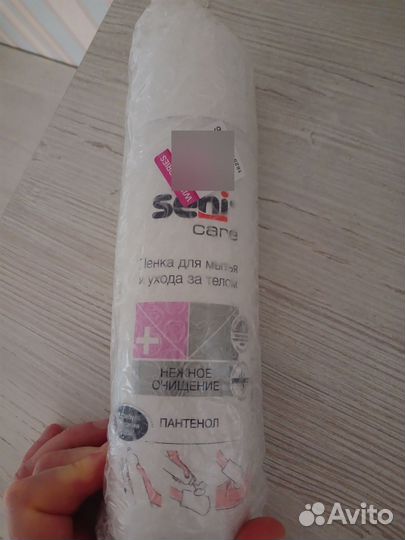 seni
care
Пенка для мытья
и ухода за телом
НЕЖНОЕ
ОЧИЩЕНИЕ
ПАНТЕНОЛ
Avito